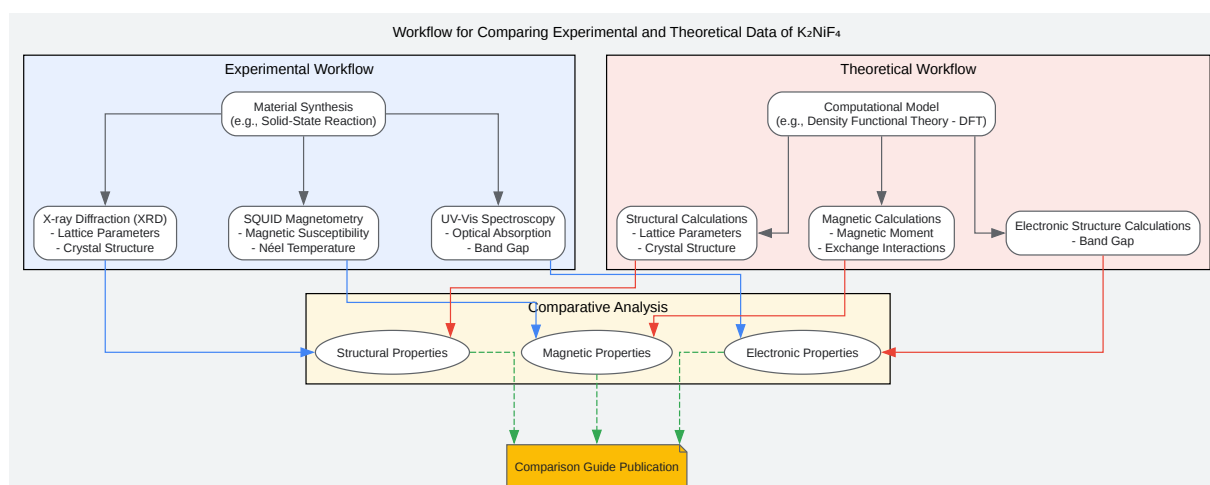 Workflow for Comparing Experimental and Theoretical Data of K₂NiF₄
Experimental Workflow
Material Synthesis
(e.g., Solid-State Reaction)
X-ray Diffraction (XRD)
- Lattice Parameters
- Crystal Structure
SQUID Magnetometry
- Magnetic Susceptibility
- Néel Temperature
UV-Vis Spectroscopy
- Optical Absorption
- Band Gap
Theoretical Workflow
Computational Model
(e.g., Density Functional Theory - DFT)
Structural Calculations
- Lattice Parameters
- Crystal Structure
Magnetic Calculations
- Magnetic Moment
- Exchange Interactions
Electronic Structure Calculations
- Band Gap
Comparative Analysis
Structural Properties
Magnetic Properties
Electronic Properties
Comparison Guide Publication